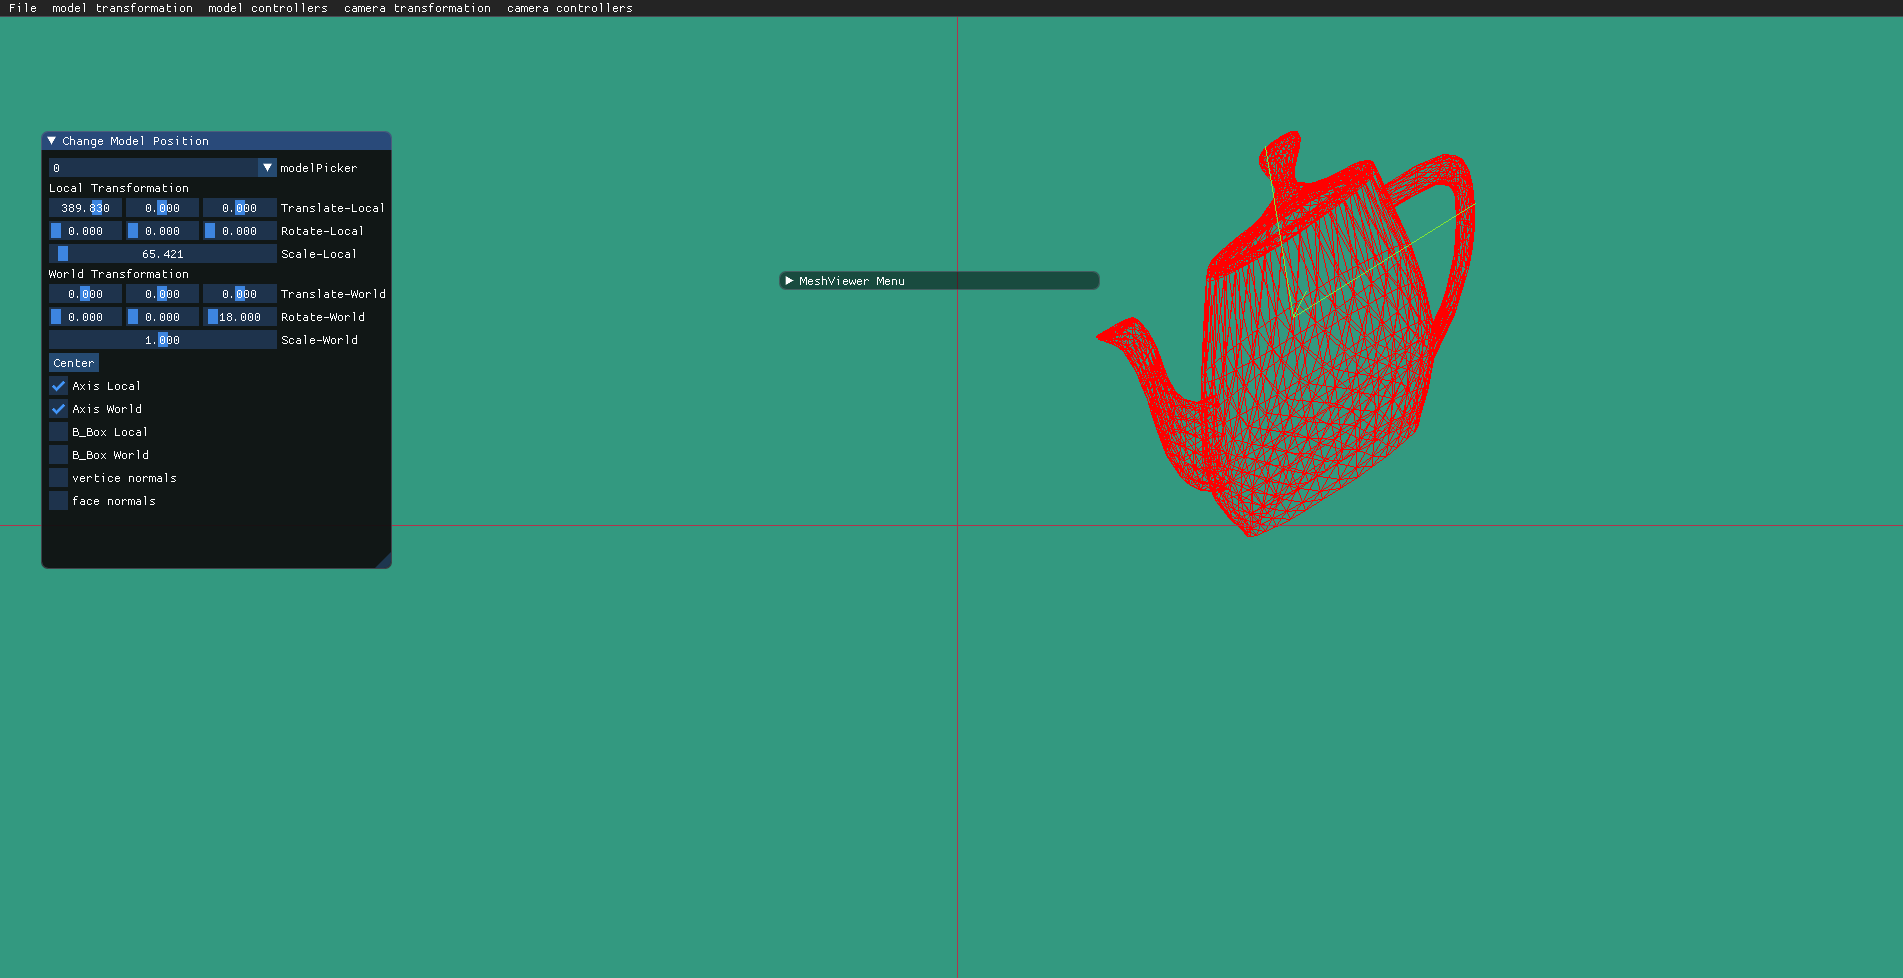 File model transformation model controllers camera transformation camera controllers
Change Model Position
0 modelPicker
Local Transformation
389.830 0.000 0.000 Translate-Local
0.000 0.000 0.000 Rotate-Local
65.421 Scale-Local
World Transformation
0.000 0.000 0.000 Translate-World
0.000 0.000 18.000 Rotate-World
1.000 Scale-World
Center
Axis Local
Axis World
B_Box Local
B_Box World
vertice normals
face normals
MeshViewer Menu